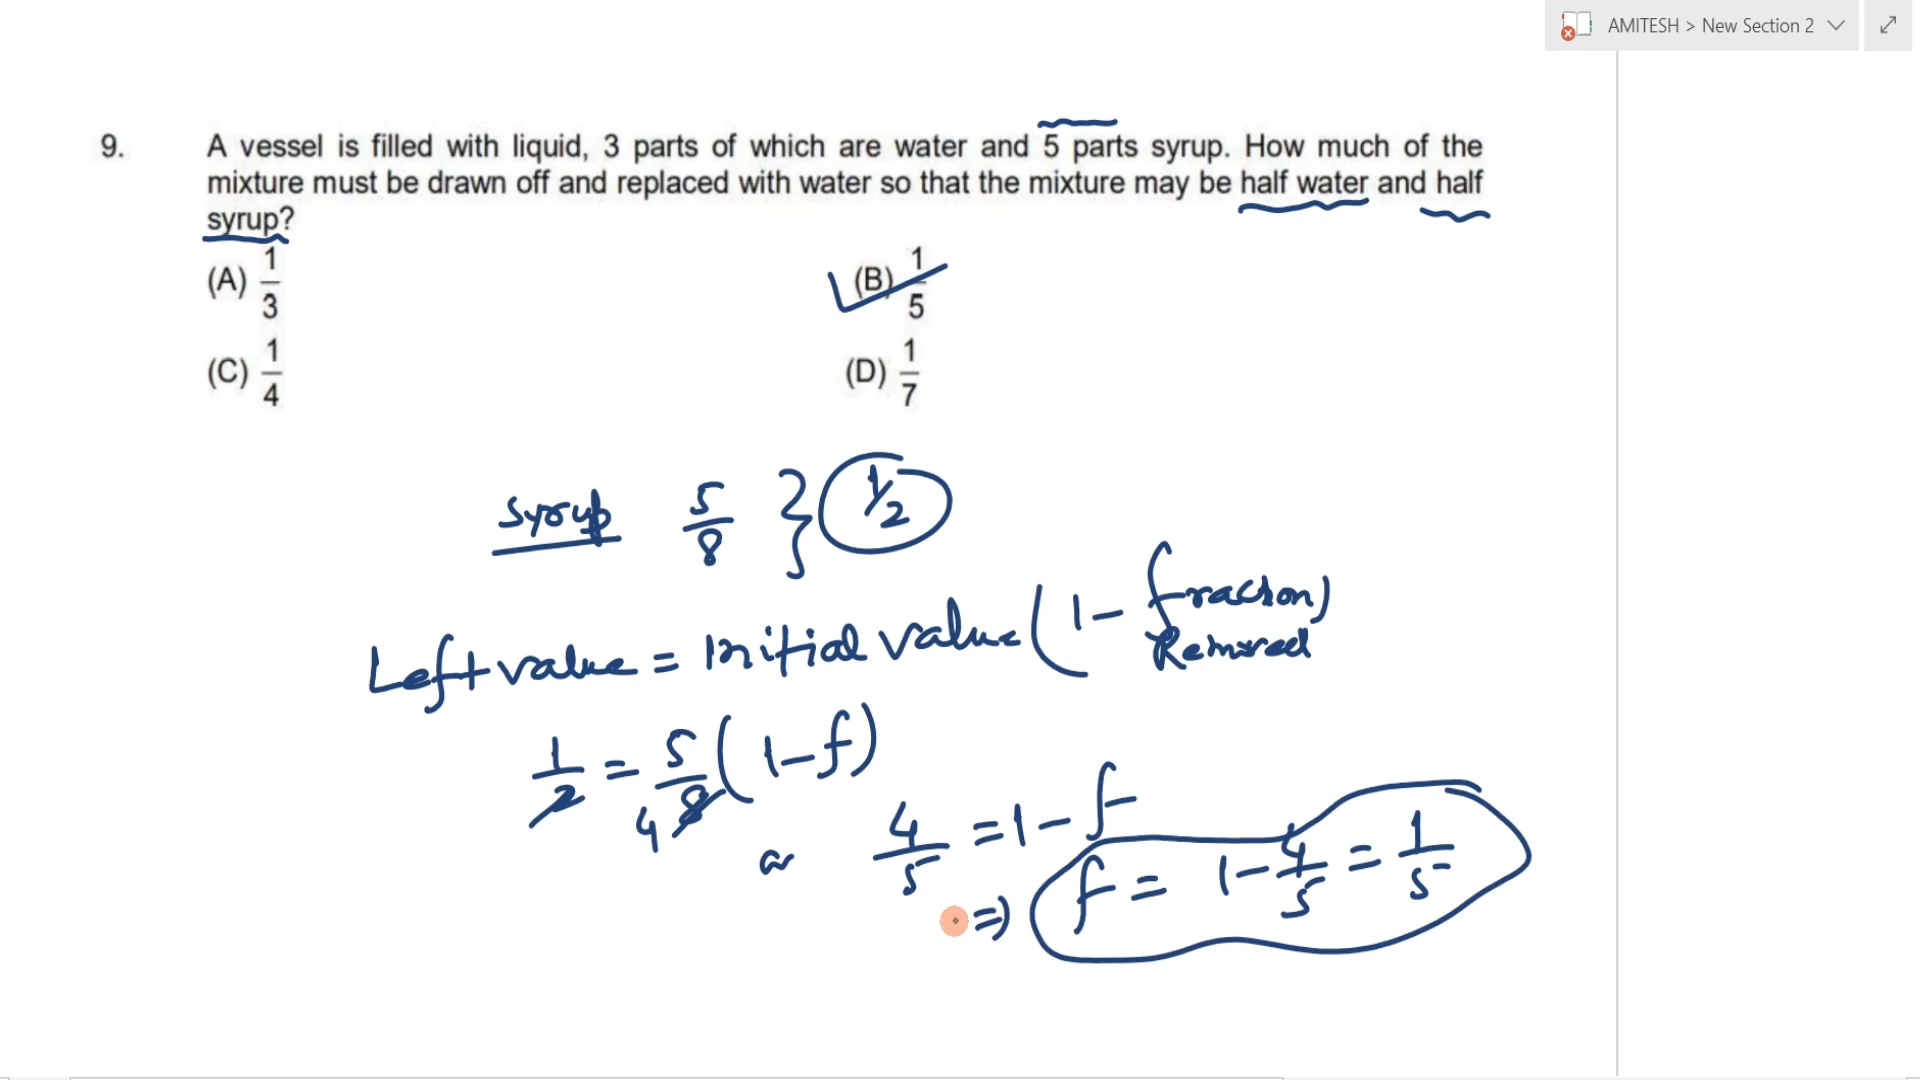 AMITESH > New Section 2
9. A vessel is filled with liquid, 3 parts of which are water and 5 parts syrup. How much of the
mixture must be drawn off and replaced with water so that the mixture may be half water and half
syrup?
(A) 1/3 (B) 1/5
(C) 1/4 (D) 1/7
Syrup 5/8 } 1/2
Left value = Initial value (1 - fraction)
Removed
1/2 = 5/8 (1-f)
4
or 4/5 = 1 - f
=> f = 1 - 4/5 = 1/5